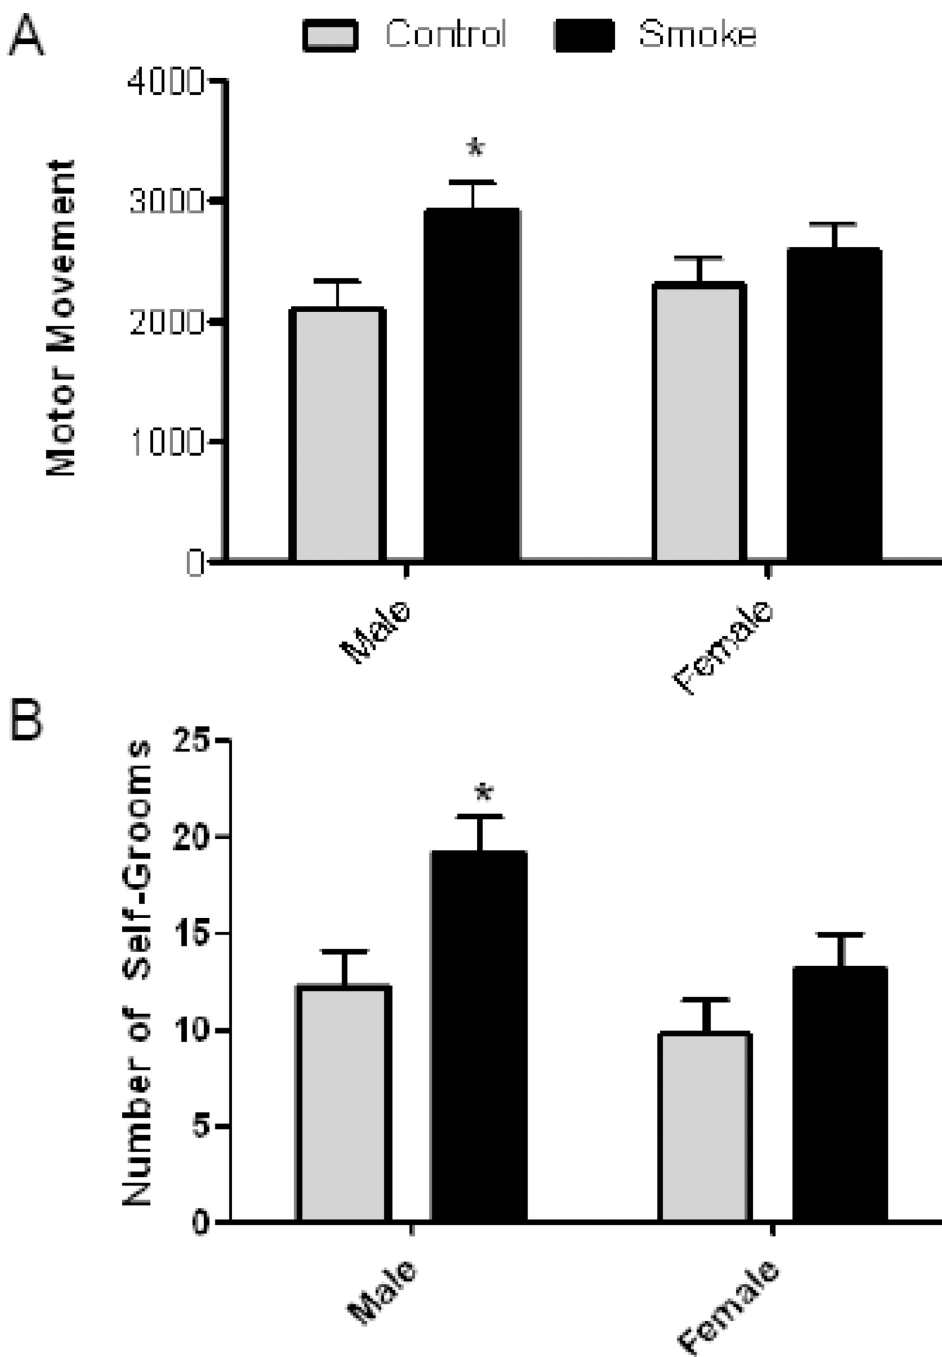 A
Control Smoke
Motor Movement
4000
3000
2000
1000
0
*
Male
Female
B
Number of Self-Grooms
25
20
15
10
5
0
*
Male
Female